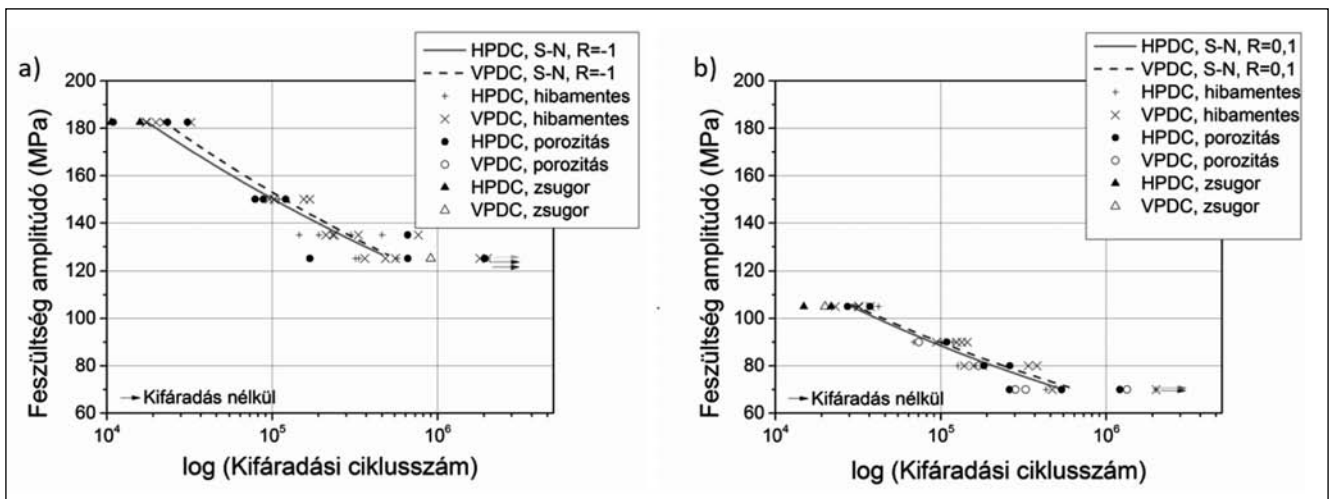 a)
HPDC, S-N, R=-1
VPDC, S-N, R=-1
HPDC, hibamentes
VPDC, hibamentes
HPDC, porozitás
VPDC, porozitás
HPDC, zsugor
VPDC, zsugor
Feszültség amplitúdó (MPa)
200
180
160
140
120
100
80
60
Kifáradás nélkül
10⁴
10⁵
10⁶
log (Kifáradási ciklusszám)
b)
HPDC, S-N, R=0,1
VPDC, S-N, R=0,1
HPDC, hibamentes
VPDC, hibamentes
HPDC, porozitás
VPDC, porozitás
HPDC, zsugor
VPDC, zsugor
Feszültség amplitúdó (MPa)
200
180
160
140
120
100
80
60
Kifáradás nélkül
10⁴
10⁵
10⁶
log (Kifáradási ciklusszám)